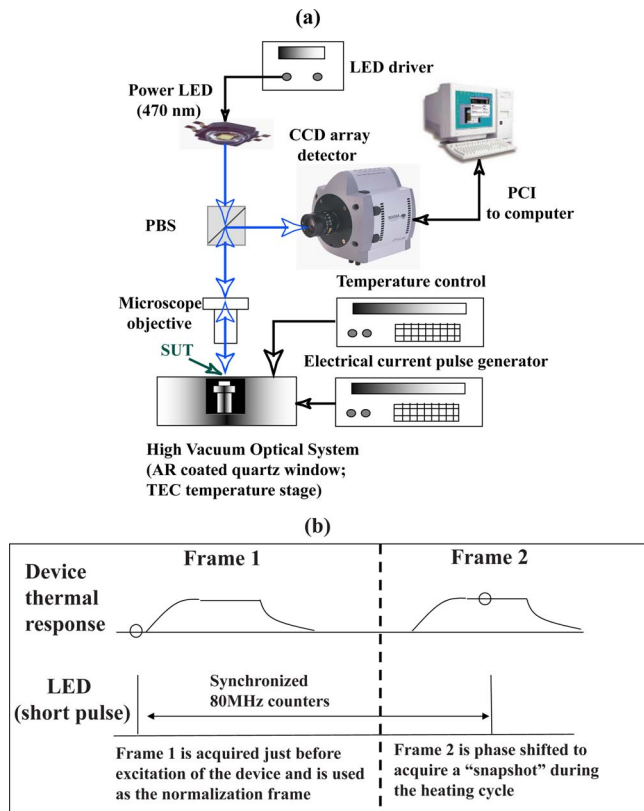 (a)
LED driver
Power LED
(470 nm)
CCD array
detector
PBS
PCI
to computer
Microscope
objective
Temperature control
SUT
Electrical current pulse generator
High Vacuum Optical System
(AR coated quartz window;
TEC temperature stage)
(b)
Frame 1
Frame 2
Device
thermal
response
LED
(short pulse)
Synchronized
80MHz counters
Frame 1 is acquired just before
excitation of the device and is used
as the normalization frame
Frame 2 is phase shifted to
acquire a “snapshot” during
the heating cycle